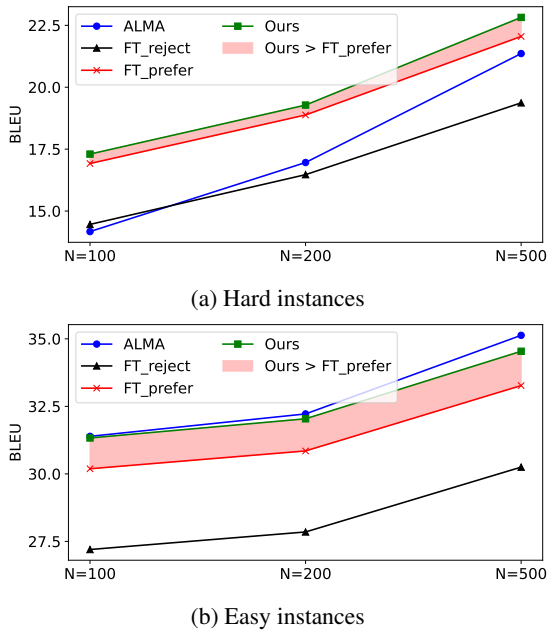 22.5
20.0
17.5
15.0
BLEU
ALMA
FT_reject
FT_prefer
Ours
Ours > FT_prefer
N=100
N=200
N=500
(a) Hard instances
35.0
32.5
30.0
27.5
BLEU
ALMA
FT_reject
FT_prefer
Ours
Ours > FT_prefer
N=100
N=200
N=500
(b) Easy instances